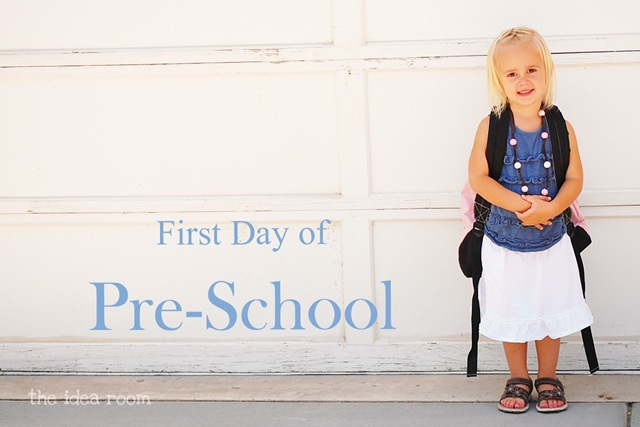 First Day of
Pre-School
the idea room